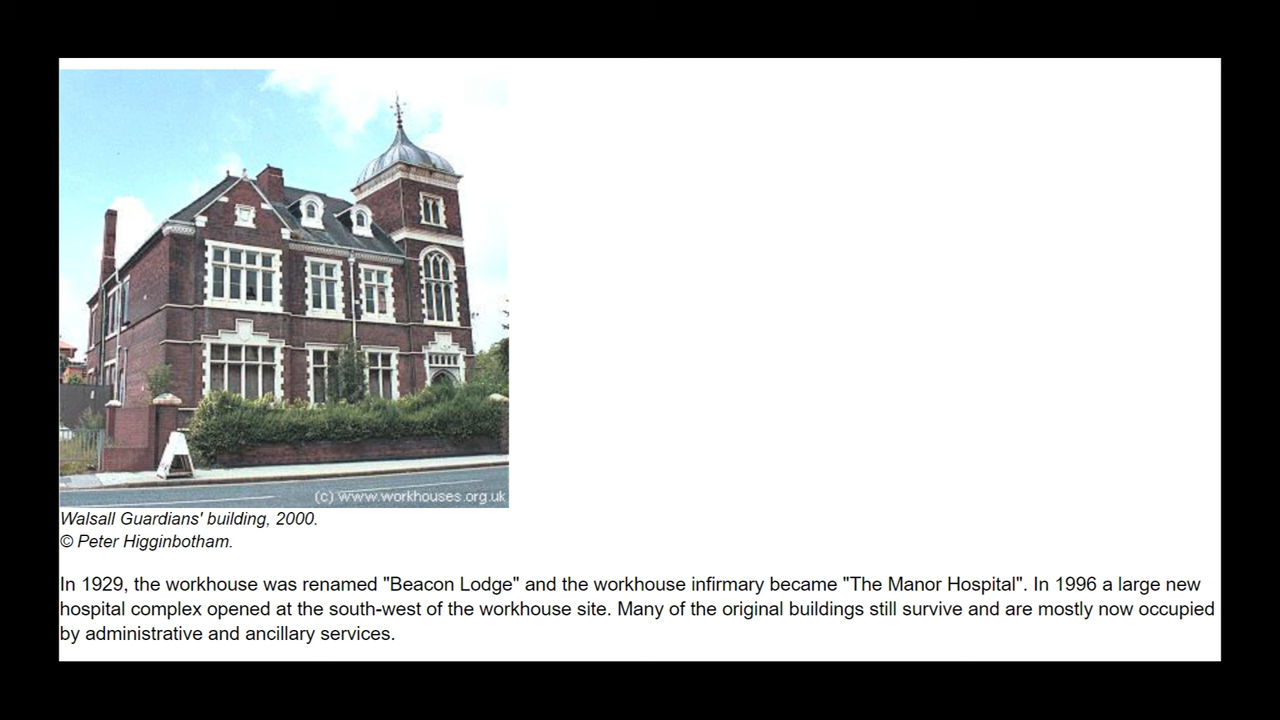 (c) www.workhouses.org.uk
Walsall Guardians' building, 2000.
© Peter Higginbotham.
In 1929, the workhouse was renamed "Beacon Lodge" and the workhouse infirmary became "The Manor Hospital". In 1996 a large new
hospital complex opened at the south-west of the workhouse site. Many of the original buildings still survive and are mostly now occupied
by administrative and ancillary services.